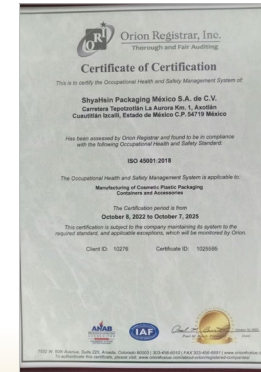 ORI
Orion Registrar, Inc.
Thorough and Fair Auditing
Certificate of Certification
This is to certify the Occupational Health and Safety Management System of:
ShyaHsin Packaging México S.A. de C.V.
Carretera Tepotzotlán La Aurora Km. 1, Axotlán
Cuautitlán Izcalli, Estado de México C.P. 54719 México
Has been assessed by Orion Registrar and found to be in compliance
with the following Occupational Health and Safety Standard:
ISO 45001:2018
The Occupational Health and Safety Management System is applicable to:
Manufacturing of Cosmetic Plastic Packaging
Containers and Accessories
The Certification period is from
October 8, 2022 to October 7, 2025
This certification is subject to the company maintaining its system to the
required standard, and applicable exceptions, which will be monitored by Orion.
Client ID: 10276 Certificate ID: 1026595
ANAB
IAF